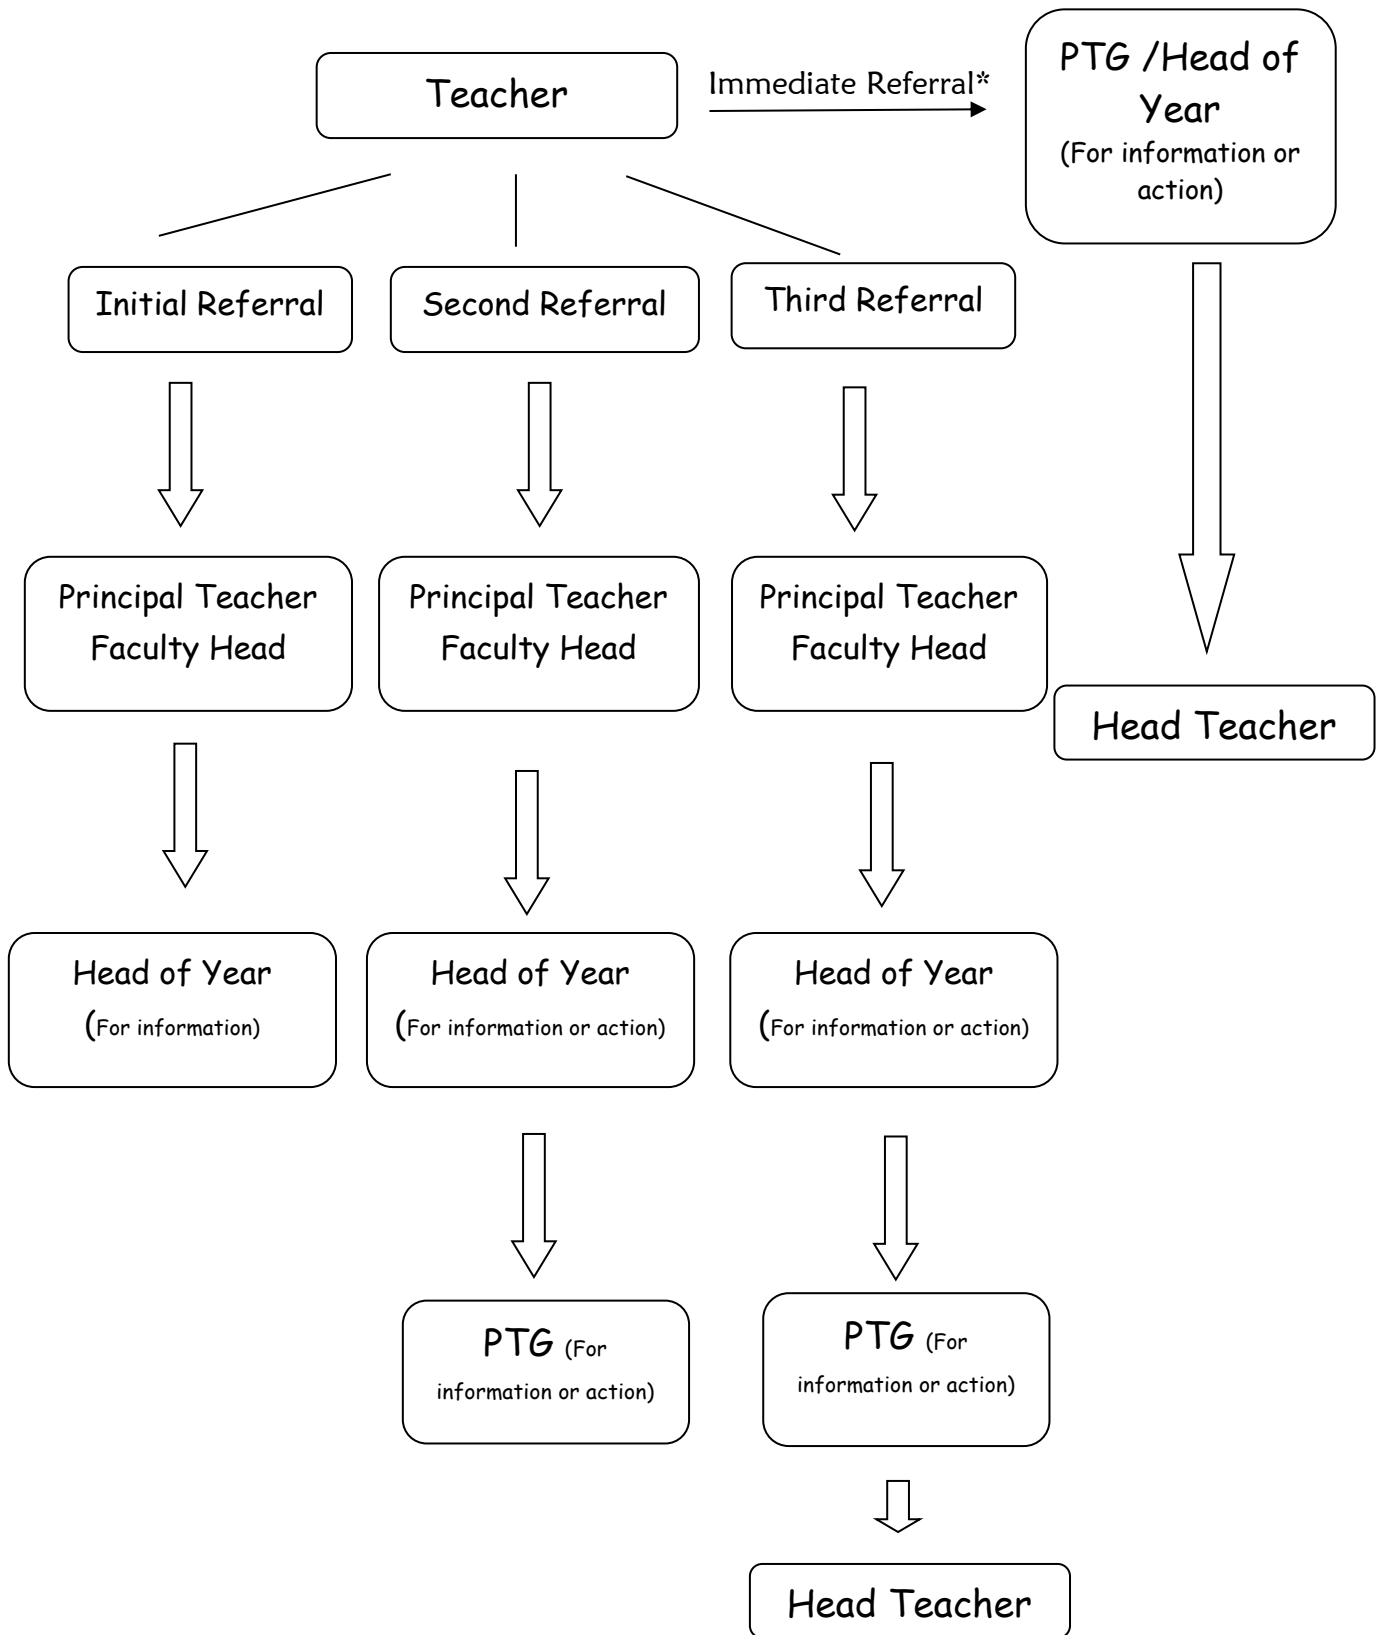 Teacher
Immediate Referral*
PTG /Head of
Year
(For information or
action)
Initial Referral
Second Referral
Third Referral
Principal Teacher
Faculty Head
Principal Teacher
Faculty Head
Principal Teacher
Faculty Head
Head Teacher
Head of Year
(For information)
Head of Year
(For information or action)
Head of Year
(For information or action)
PTG (For
information or action)
PTG (For
information or action)
Head Teacher